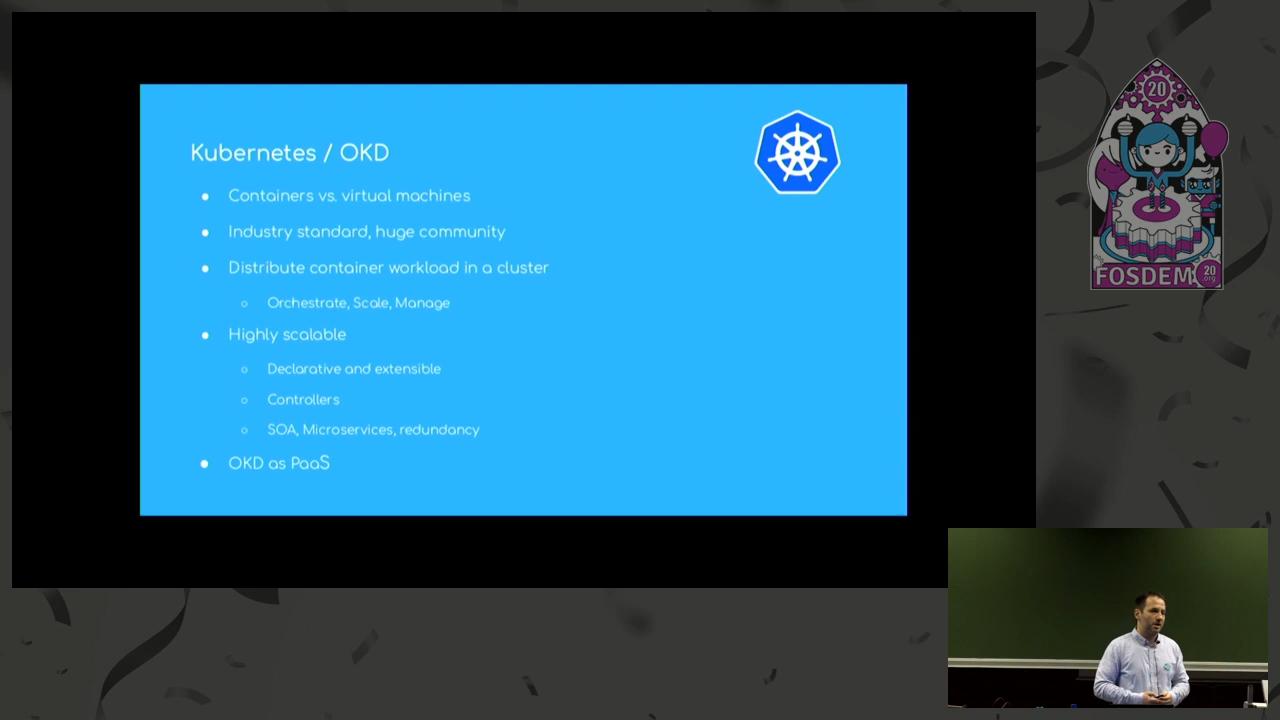 Kubernetes / OKD
● Containers vs. virtual machines
● Industry standard, huge community
● Distribute container workload in a cluster
○ Orchestrate, Scale, Manage
● Highly scalable
○ Declarative and extensible
○ Controllers
○ SOA, Microservices, redundancy
● OKD as PaaS
20
FOSDEM
20
.org